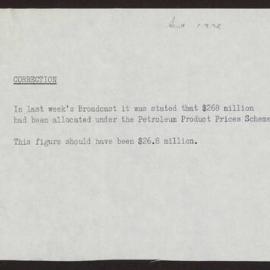 CORRECTION
In last week's Broadcast it was stated that $268 million
had been allocated under the Petroleum Product Prices Scheme
This figure should have been $26.8 million.